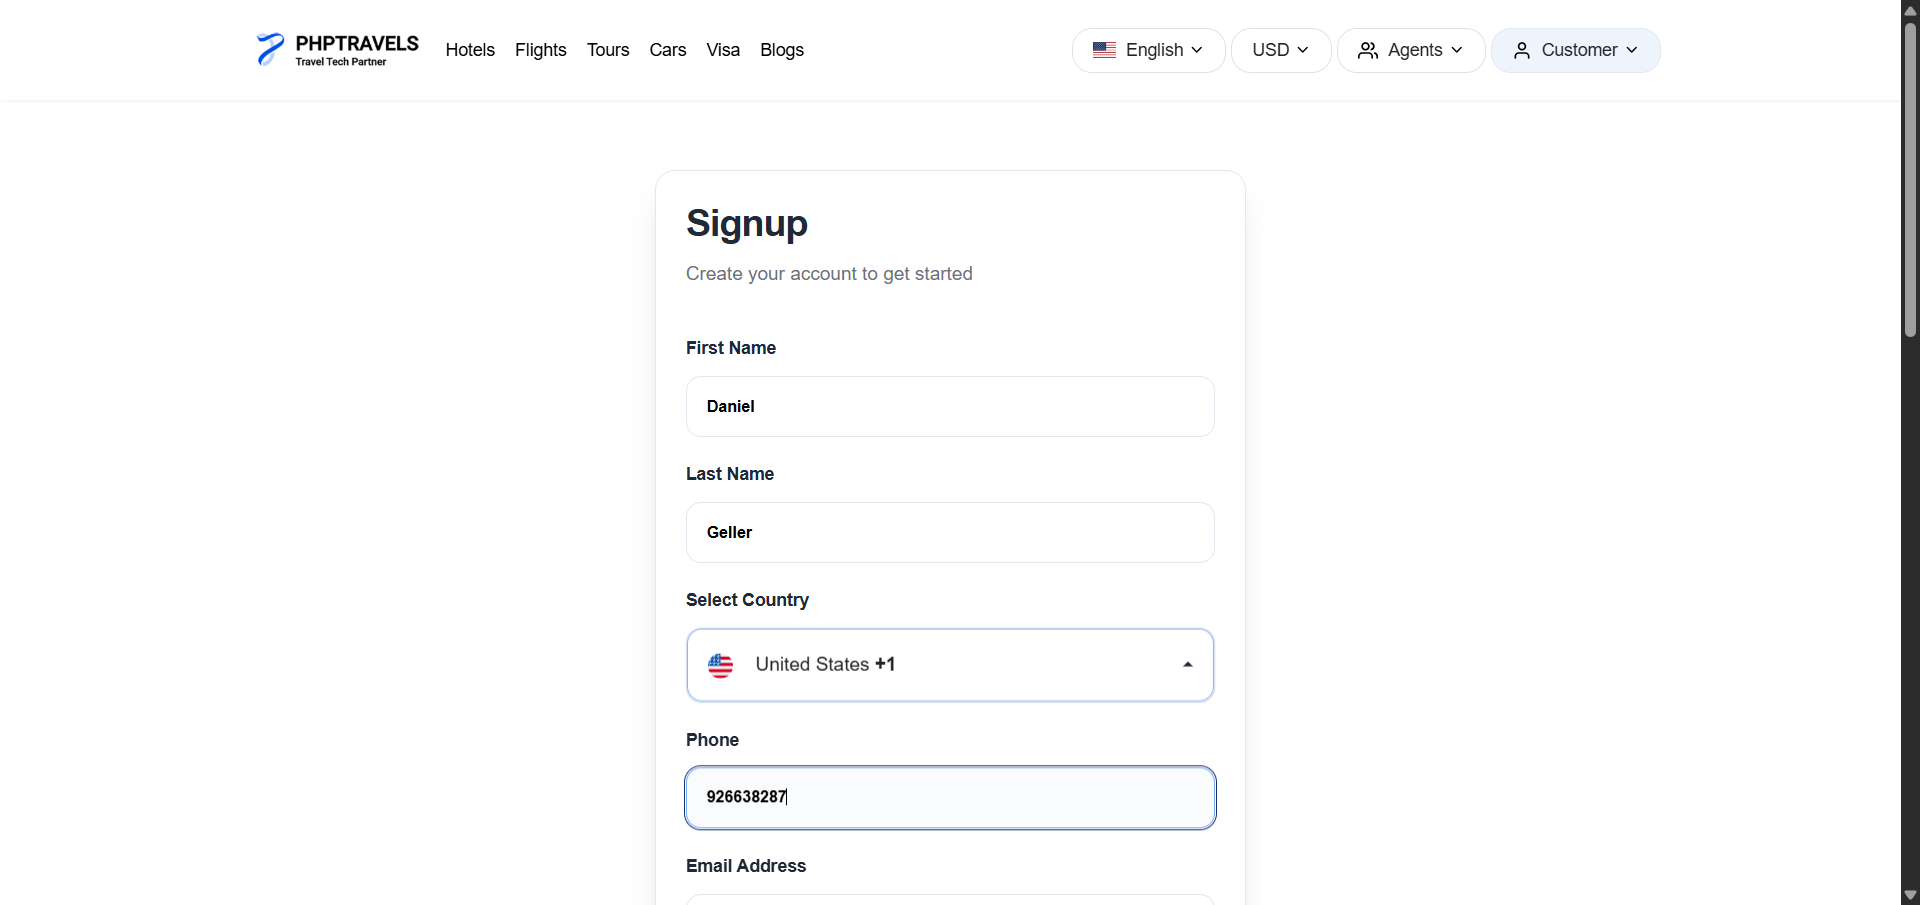 PHPTRAVELS
Travel Tech Partner
Hotels Flights Tours Cars Visa Blogs
English USD Agents Customer
Signup
Create your account to get started
First Name
Daniel
Last Name
Geller
Select Country
United States +1
Phone
926638287
Email Address